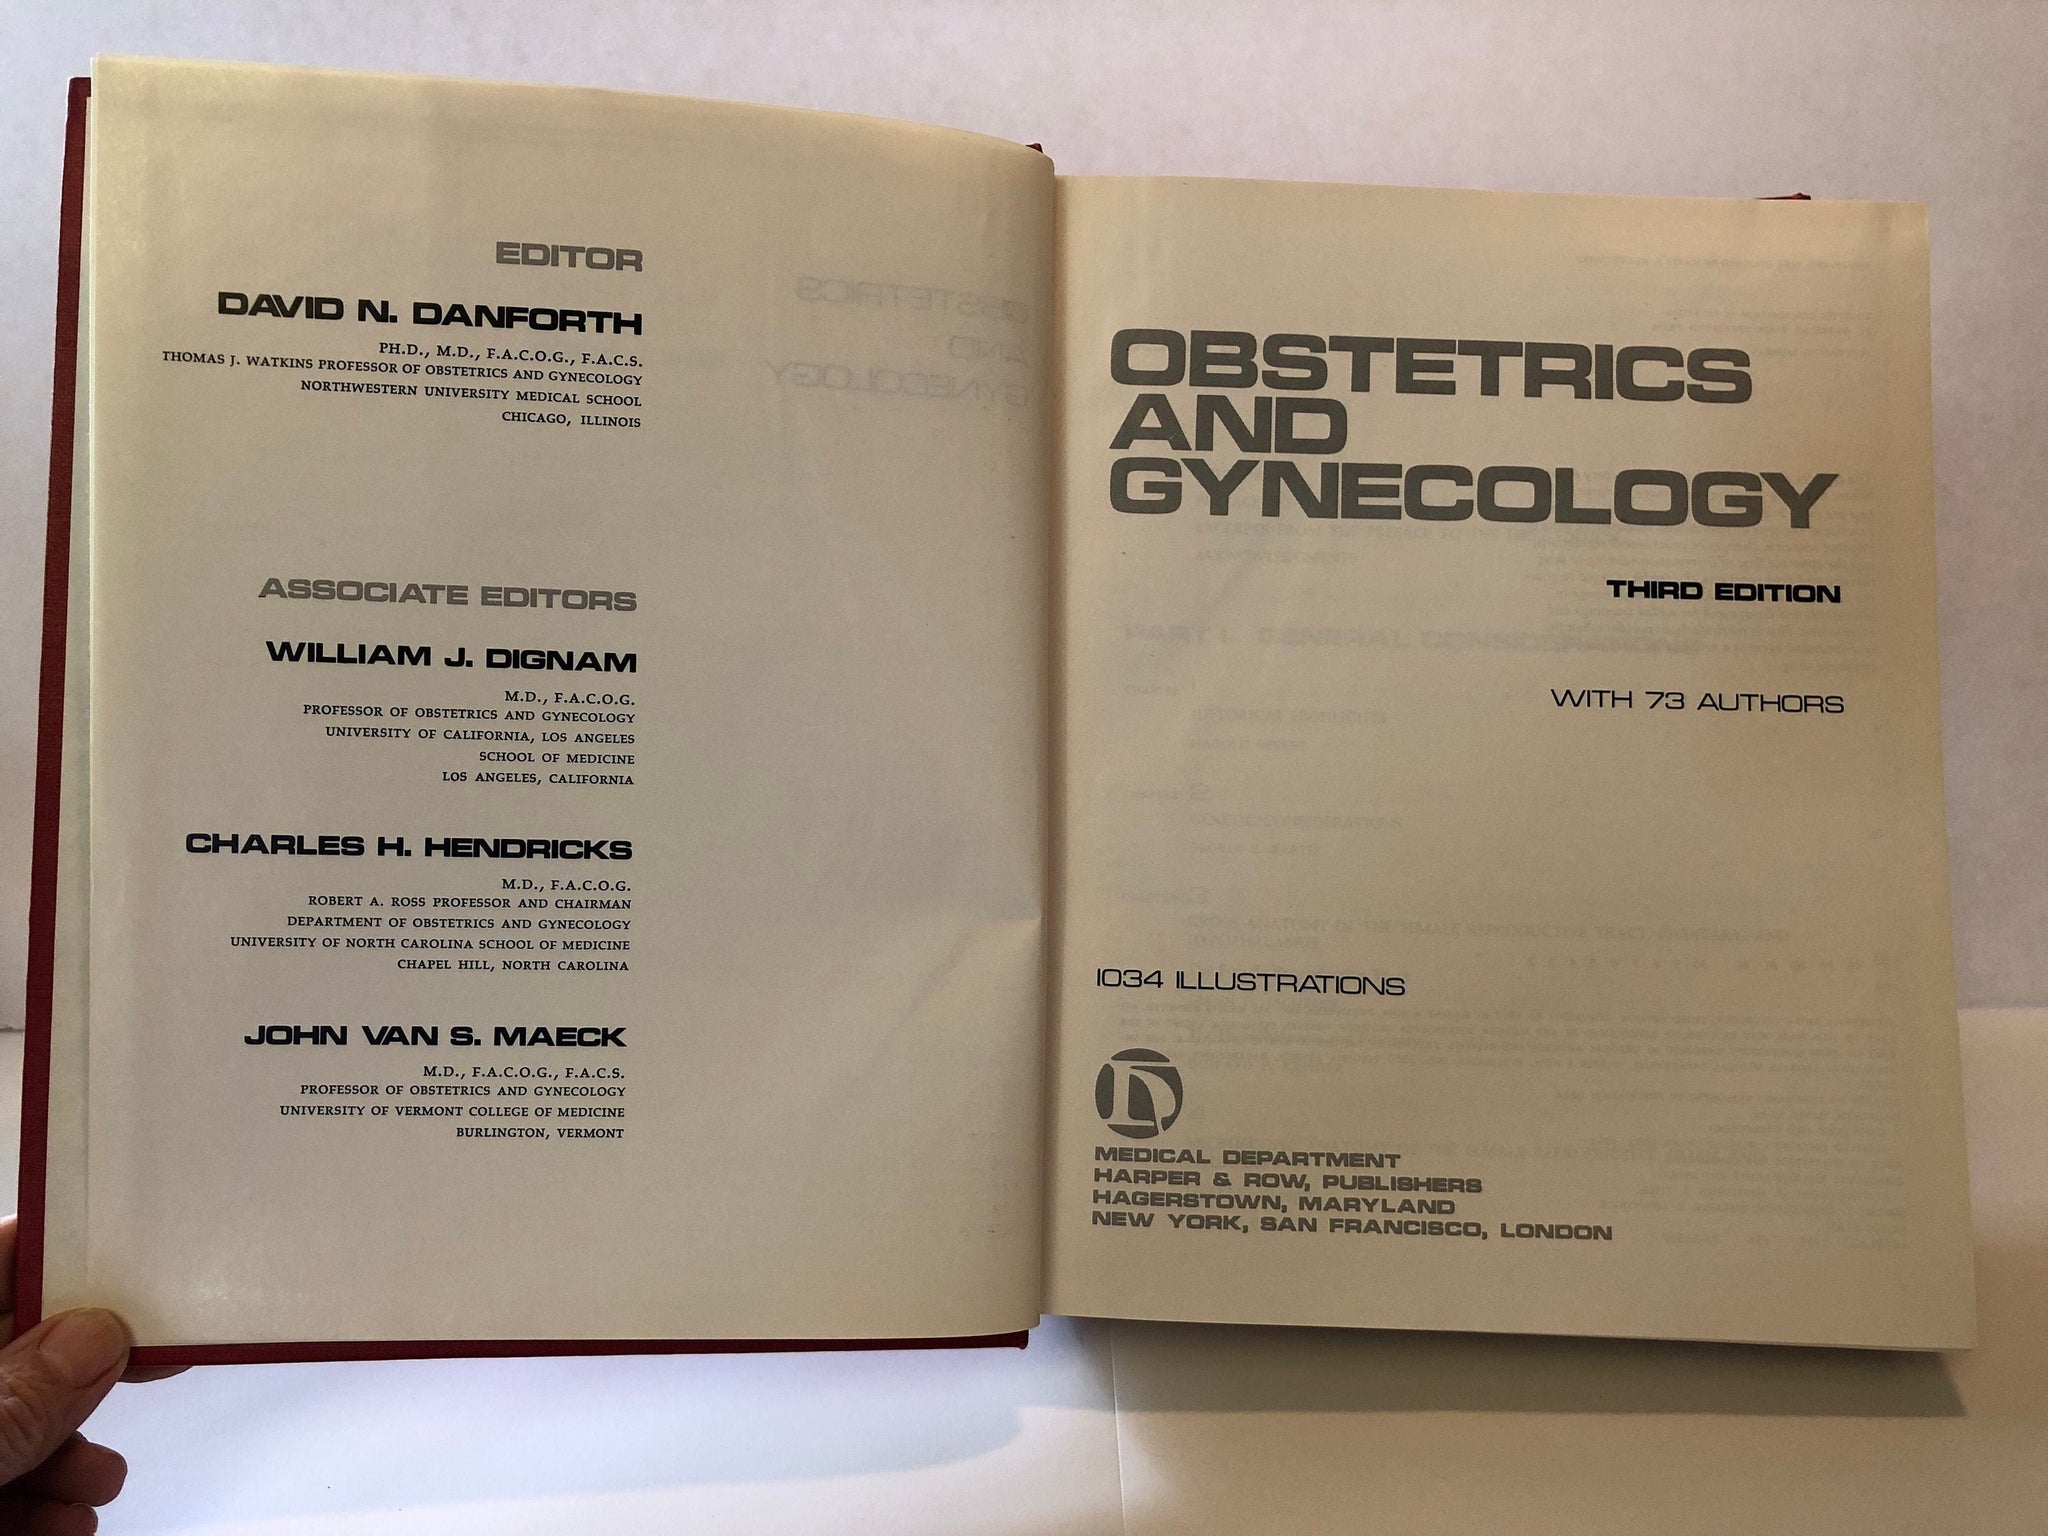 EDITOR
DAVID N. DANFORTH
PH.D., M.D., F.A.C.O.G., F.A.C.S.
THOMAS J. WATKINS PROFESSOR OF OBSTETRICS AND GYNECOLOGY
NORTHWESTERN UNIVERSITY MEDICAL SCHOOL
CHICAGO, ILLINOIS
ASSOCIATE EDITORS
WILLIAM J. DIGNAM
M.D., F.A.C.O.G.
PROFESSOR OF OBSTETRICS AND GYNECOLOGY
UNIVERSITY OF CALIFORNIA, LOS ANGELES
SCHOOL OF MEDICINE
LOS ANGELES, CALIFORNIA
CHARLES H. HENDRICKS
M.D., F.A.C.O.G.
ROBERT A. ROSS PROFESSOR AND CHAIRMAN
DEPARTMENT OF OBSTETRICS AND GYNECOLOGY
UNIVERSITY OF NORTH CAROLINA SCHOOL OF MEDICINE
CHAPEL HILL, NORTH CAROLINA
JOHN VAN S. MAECK
M.D., F.A.C.O.G., F.A.C.S.
PROFESSOR OF OBSTETRICS AND GYNECOLOGY
UNIVERSITY OF VERMONT COLLEGE OF MEDICINE
BURLINGTON, VERMONT
OBSTETRICS
AND
GYNECOLOGY
THIRD EDITION
WITH 73 AUTHORS
1034 ILLUSTRATIONS
MEDICAL DEPARTMENT
HARPER & ROW, PUBLISHERS
HAGERSTOWN, MARYLAND
NEW YORK, SAN FRANCISCO, LONDON